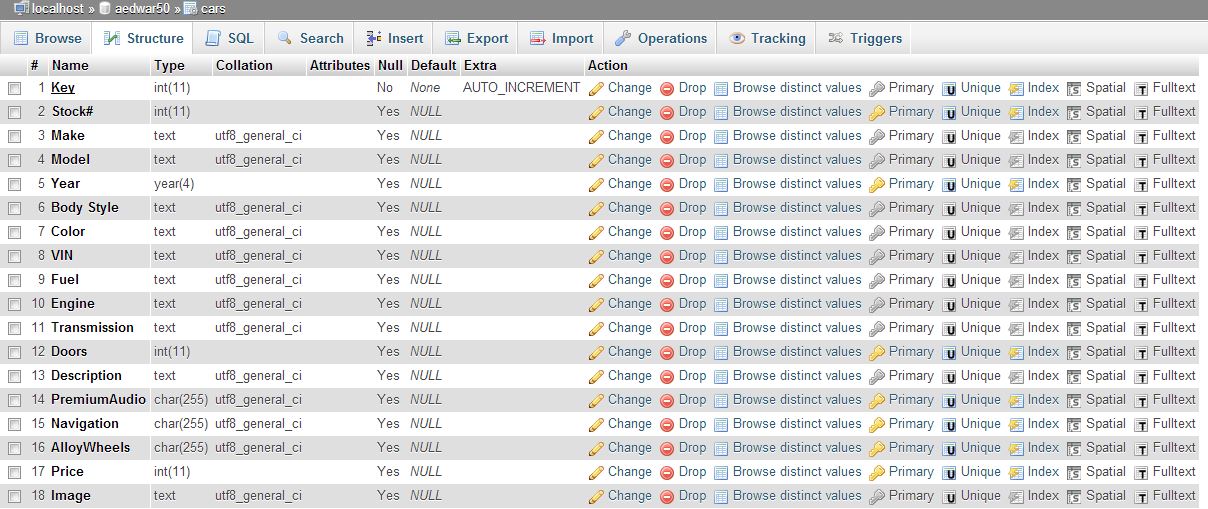 localhost » aedwar50 » cars
Browse Structure SQL Search Insert Export Import Operations Tracking Triggers
# Name Type Collation Attributes Null Default Extra Action
1 Key int(11) No None AUTO_INCREMENT Change Drop Browse distinct values Primary Unique Index Spatial Fulltext
2 Stock# int(11) Yes NULL Change Drop Browse distinct values Primary Unique Index Spatial Fulltext
3 Make text utf8_general_ci Yes NULL Change Drop Browse distinct values Primary Unique Index Spatial Fulltext
4 Model text utf8_general_ci Yes NULL Change Drop Browse distinct values Primary Unique Index Spatial Fulltext
5 Year year(4) Yes NULL Change Drop Browse distinct values Primary Unique Index Spatial Fulltext
6 Body Style text utf8_general_ci Yes NULL Change Drop Browse distinct values Primary Unique Index Spatial Fulltext
7 Color text utf8_general_ci Yes NULL Change Drop Browse distinct values Primary Unique Index Spatial Fulltext
8 VIN text utf8_general_ci Yes NULL Change Drop Browse distinct values Primary Unique Index Spatial Fulltext
9 Fuel text utf8_general_ci Yes NULL Change Drop Browse distinct values Primary Unique Index Spatial Fulltext
10 Engine text utf8_general_ci Yes NULL Change Drop Browse distinct values Primary Unique Index Spatial Fulltext
11 Transmission text utf8_general_ci Yes NULL Change Drop Browse distinct values Primary Unique Index Spatial Fulltext
12 Doors int(11) Yes NULL Change Drop Browse distinct values Primary Unique Index Spatial Fulltext
13 Description text utf8_general_ci Yes NULL Change Drop Browse distinct values Primary Unique Index Spatial Fulltext
14 PremiumAudio char(255) utf8_general_ci Yes NULL Change Drop Browse distinct values Primary Unique Index Spatial Fulltext
15 Navigation char(255) utf8_general_ci Yes NULL Change Drop Browse distinct values Primary Unique Index Spatial Fulltext
16 AlloyWheels char(255) utf8_general_ci Yes NULL Change Drop Browse distinct values Primary Unique Index Spatial Fulltext
17 Price int(11) Yes NULL Change Drop Browse distinct values Primary Unique Index Spatial Fulltext
18 Image text utf8_general_ci Yes NULL Change Drop Browse distinct values Primary Unique Index Spatial Fulltext